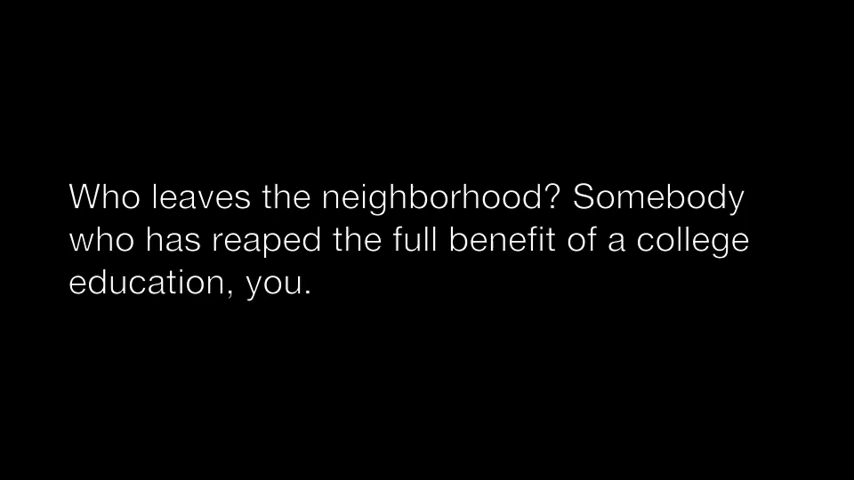 Who leaves the neighborhood? Somebody
who has reaped the full benefit of a college
education, you.